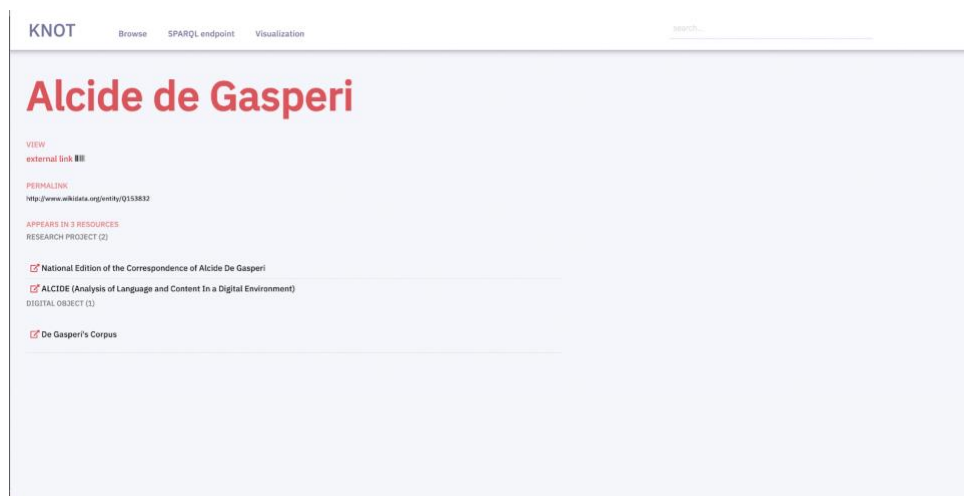 KNOT Browse SPARQL endpoint Visualization search...
Alcide de Gasperi
VIEW
external link
PERMALINK
http://www.wikidata.org/entity/Q153832
APPEARS IN 3 RESOURCES
RESEARCH PROJECT (2)
National Edition of the Correspondence of Alcide De Gasperi
ALCIDE (Analysis of Language and Content In a Digital Environment)
DIGITAL OBJECT (1)
De Gasperi's Corpus